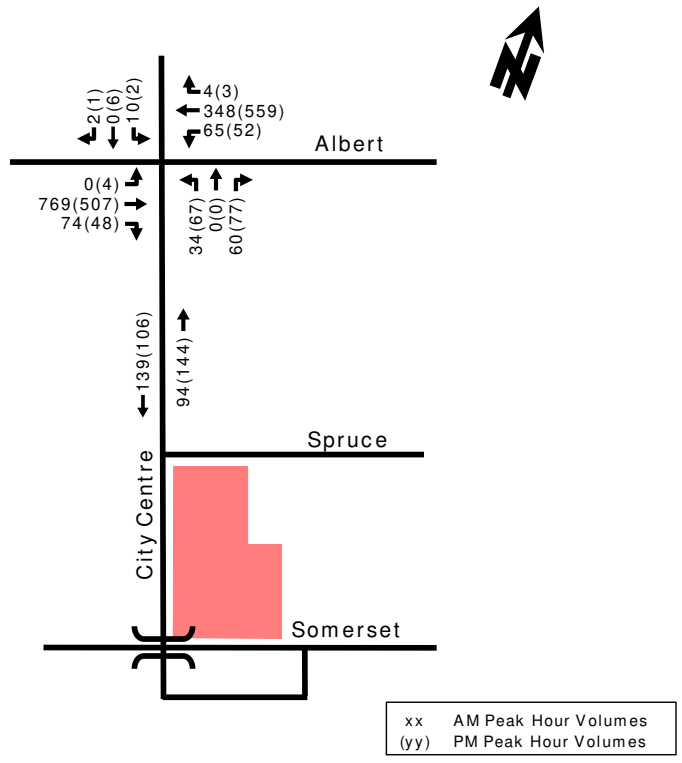 N
2(1)
0(6)
10(2)
4(3)
348(559)
65(52)
Albert
0(4)
769(507)
74(48)
34(67)
0(0)
60(77)
139(106)
94(144)
Spruce
City Centre
Somerset
xx AM Peak Hour Volumes
(yy) PM Peak Hour Volumes